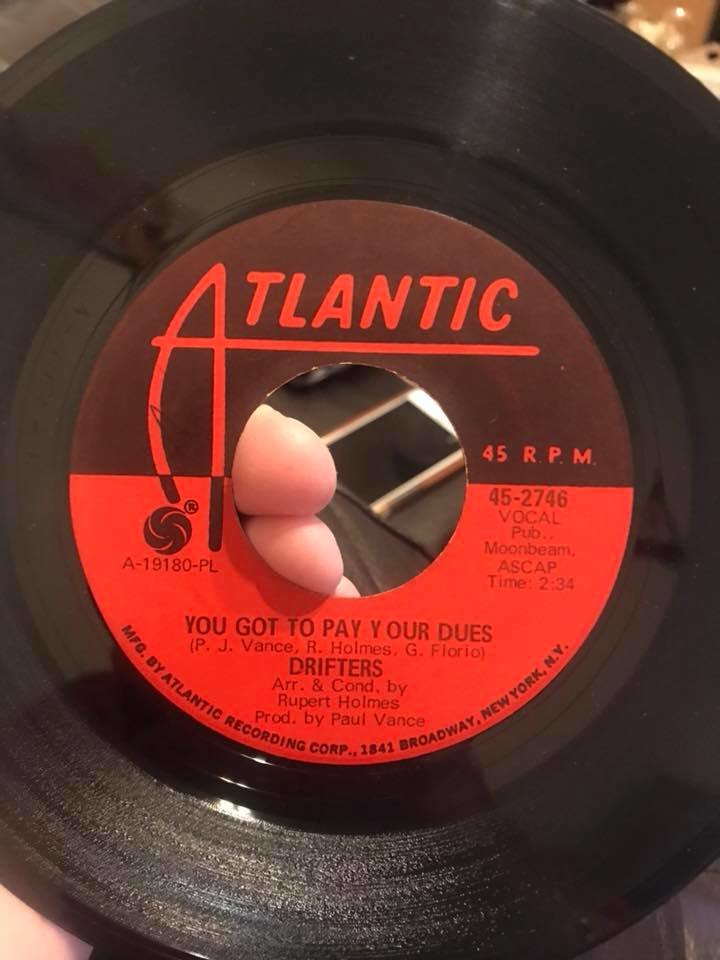 ATLANTIC
45 R.P.M.
45-2746
VOCAL
Pub.,
Moonbeam,
ASCAP
Time: 2:34
®
A-19180-PL
YOU GOT TO PAY Y OUR DUES
(P. J. Vance, R. Holmes, G. Florio)
DRIFTERS
Arr. & Cond. by
Rupert Holmes
Prod. by Paul Vance
MFG. BY ATLANTIC RECORDING CORP., 1841 BROADWAY, NEW YORK, N.Y.